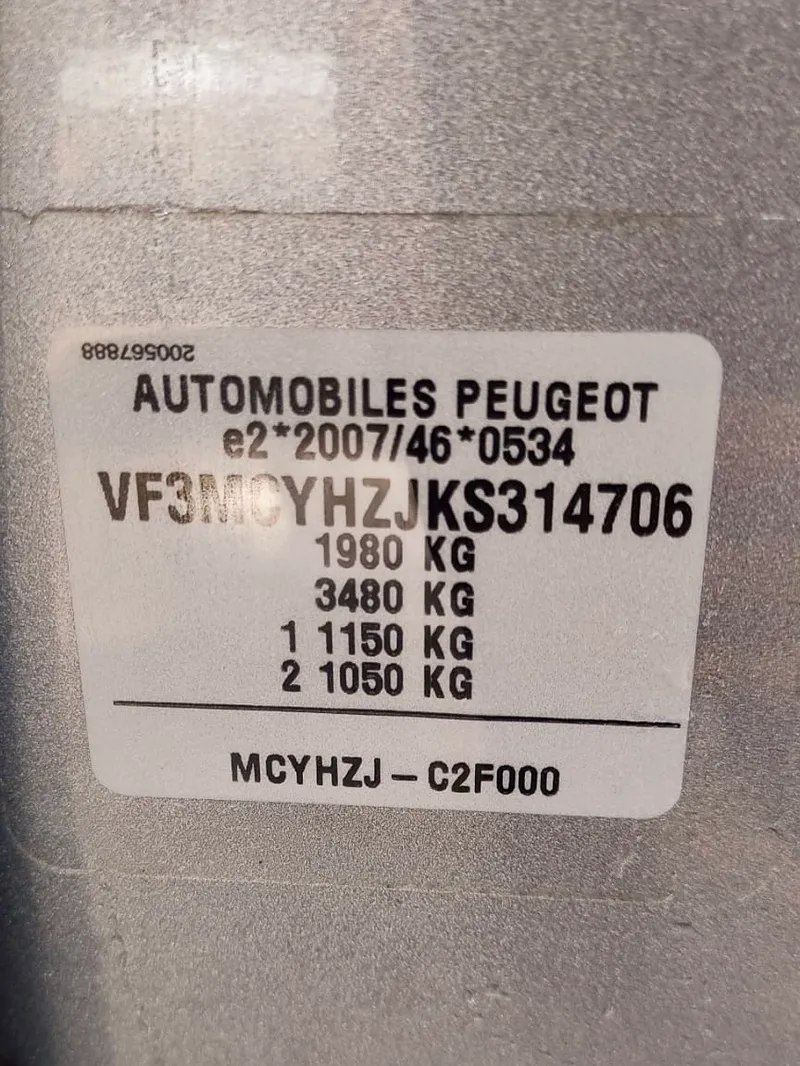 200567888
AUTOMOBILES PEUGEOT
e2*2007/46*0534
VF3MCYHZJKS314706
1980 KG
3480 KG
1 1150 KG
2 1050 KG
MCYHZJ – C2F000